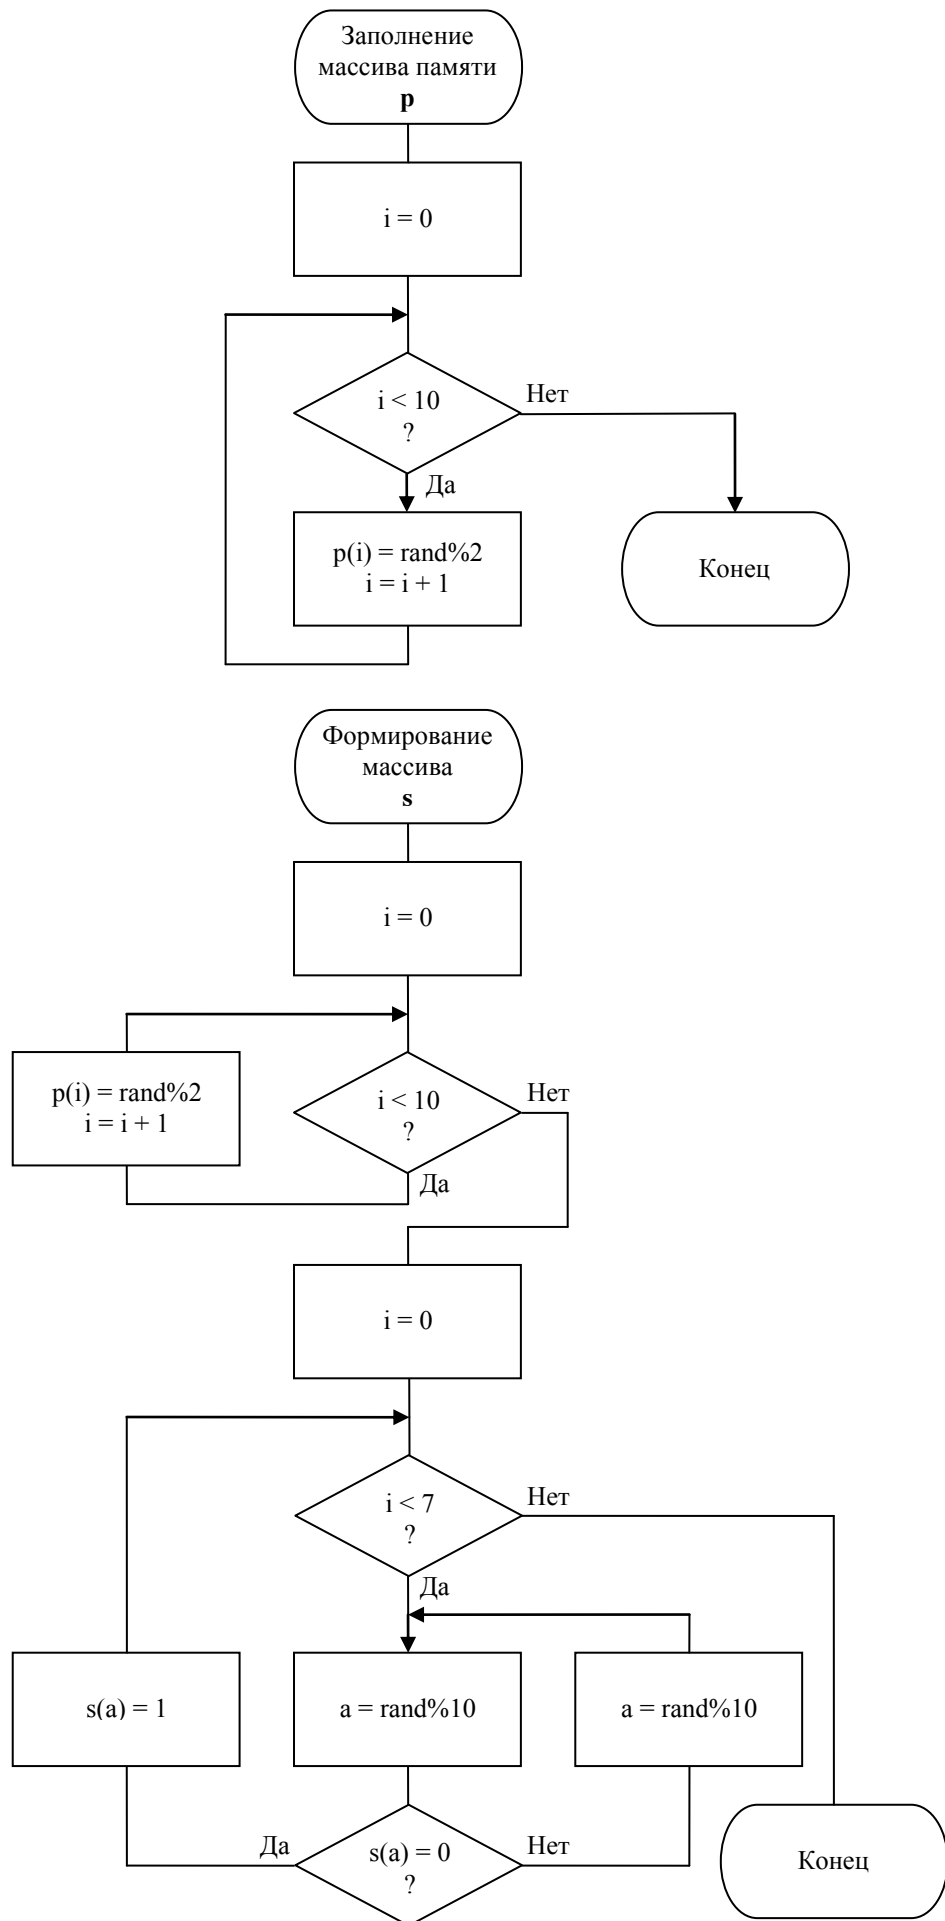 Заполнение
массива памяти
p
i = 0
i < 10
?
Нет
Да
p(i) = rand%2
i = i + 1
Конец
Формирование
массива
s
i = 0
p(i) = rand%2
i = i + 1
i < 10
?
Нет
Да
i = 0
i < 7
?
Нет
Да
s(a) = 1
a = rand%10
a = rand%10
Да
s(a) = 0
?
Нет
Конец